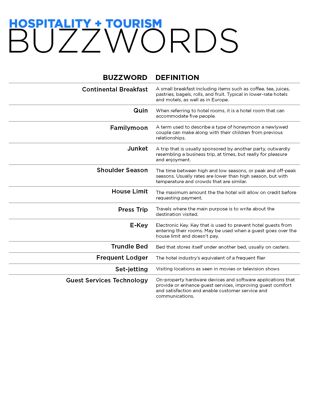 HOSPITALITY + TOURISM
BUZZWORDS
BUZZWORD DEFINITION
Continental Breakfast A small breakfast including items such as coffee, tea, juices,
pastries, bagels, rolls, and fruit. Typical in lower-rate hotels
and motels, as well as in Europe.
Quin When referring to hotel rooms, it is a hotel room that can
accommodate five people.
Familymoon A term used to describe a type of honeymoon a newlywed
couple can make along with their children from previous
relationships.
Junket A trip that is usually sponsored by another party, outwardly
resembling a business trip, at times, but really for pleasure
and enjoyment.
Shoulder Season The time between high and low seasons, or peak and off-peak
seasons. Usually rates are lower than high season, but with
temperature and crowds that are similar.
House Limit The maximum amount the the hotel will allow on credit before
requesting payment.
Press Trip Travels where the main purpose is to write about the
destination visited.
E-Key Electronic Key. Key that is used to prevent hotel guests from
entering their rooms. May be used when a guest goes over the
house limit and doesn't pay.
Trundle Bed Bed that stores itself under another bed, usually on casters.
Frequent Lodger The hotel industry's equivalent of a frequent flier
Set-jetting Visiting locations as seen in movies or television shows
Guest Services Technology On-property hardware devices and software applications that
provide or enhance guest services, improving guest comfort
and satisfaction and enable customer service and
communications.